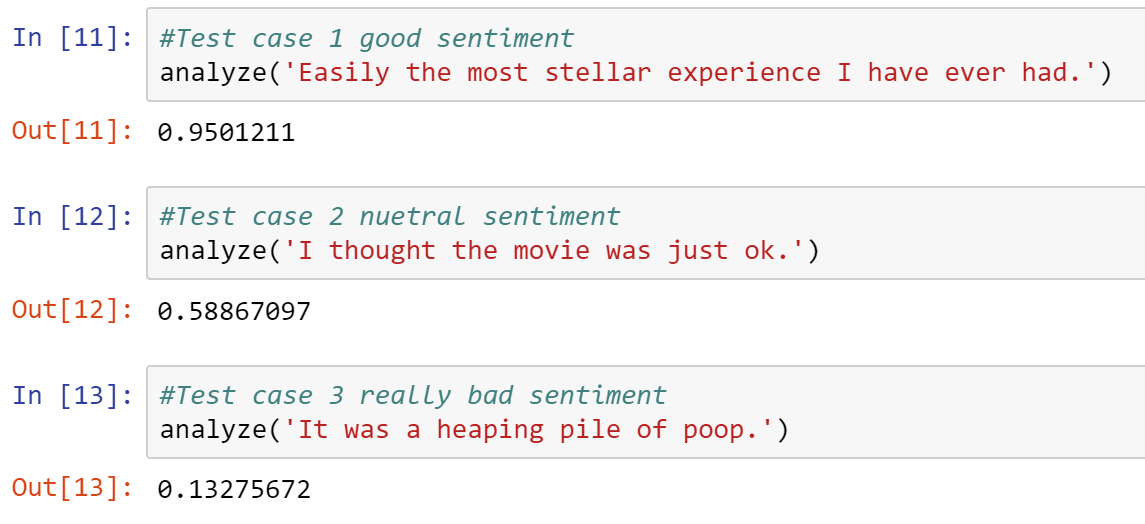 In [11]: #Test case 1 good sentiment
analyze('Easily the most stellar experience I have ever had.')
Out[11]: 0.9501211
In [12]: #Test case 2 nuetral sentiment
analyze('I thought the movie was just ok.')
Out[12]: 0.58867097
In [13]: #Test case 3 really bad sentiment
analyze('It was a heaping pile of poop.')
Out[13]: 0.13275672